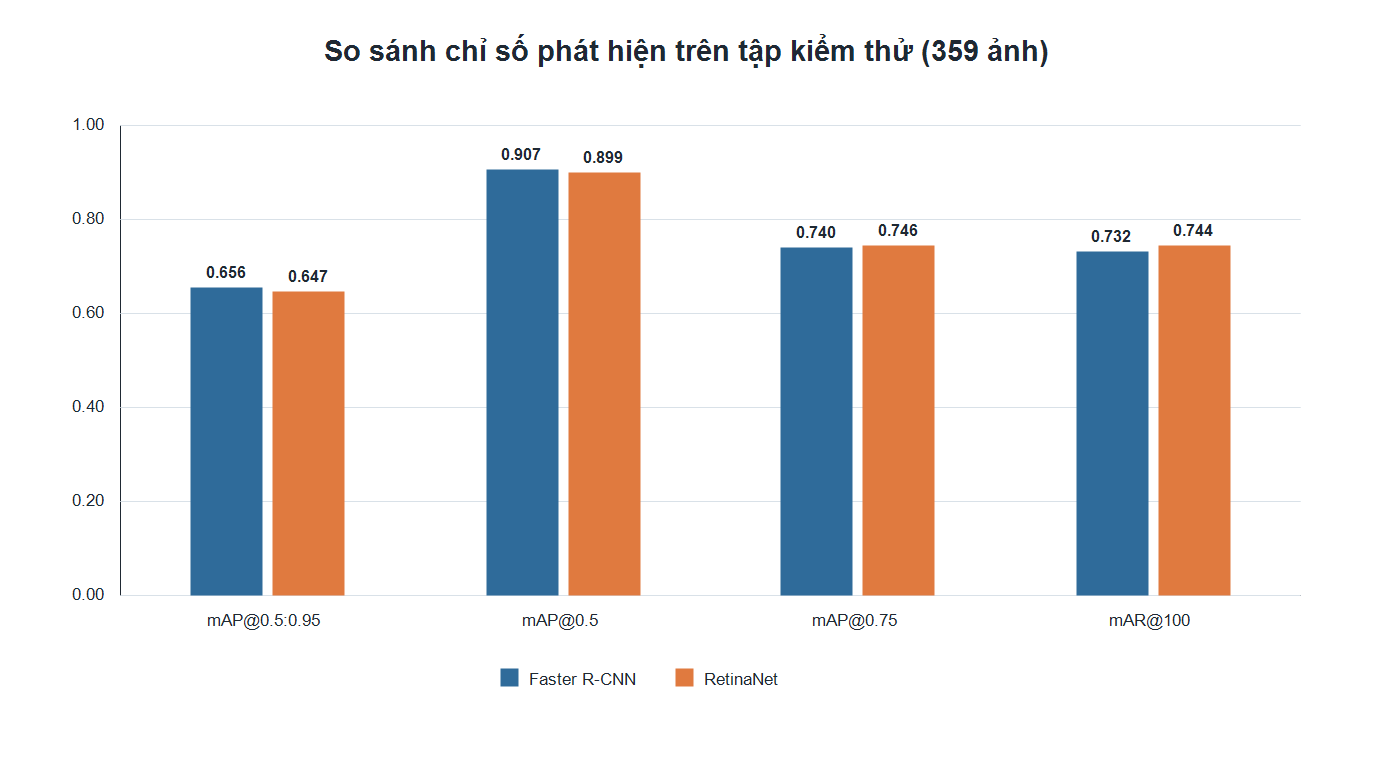 So sánh chỉ số phát hiện trên tập kiểm thử (359 ảnh)
1.00
0.80
0.60
0.40
0.20
0.00
0.656
0.647
0.907
0.899
0.740
0.746
0.732
0.744
mAP@0.5:0.95
mAP@0.5
mAP@0.75
mAR@100
Faster R-CNN
RetinaNet